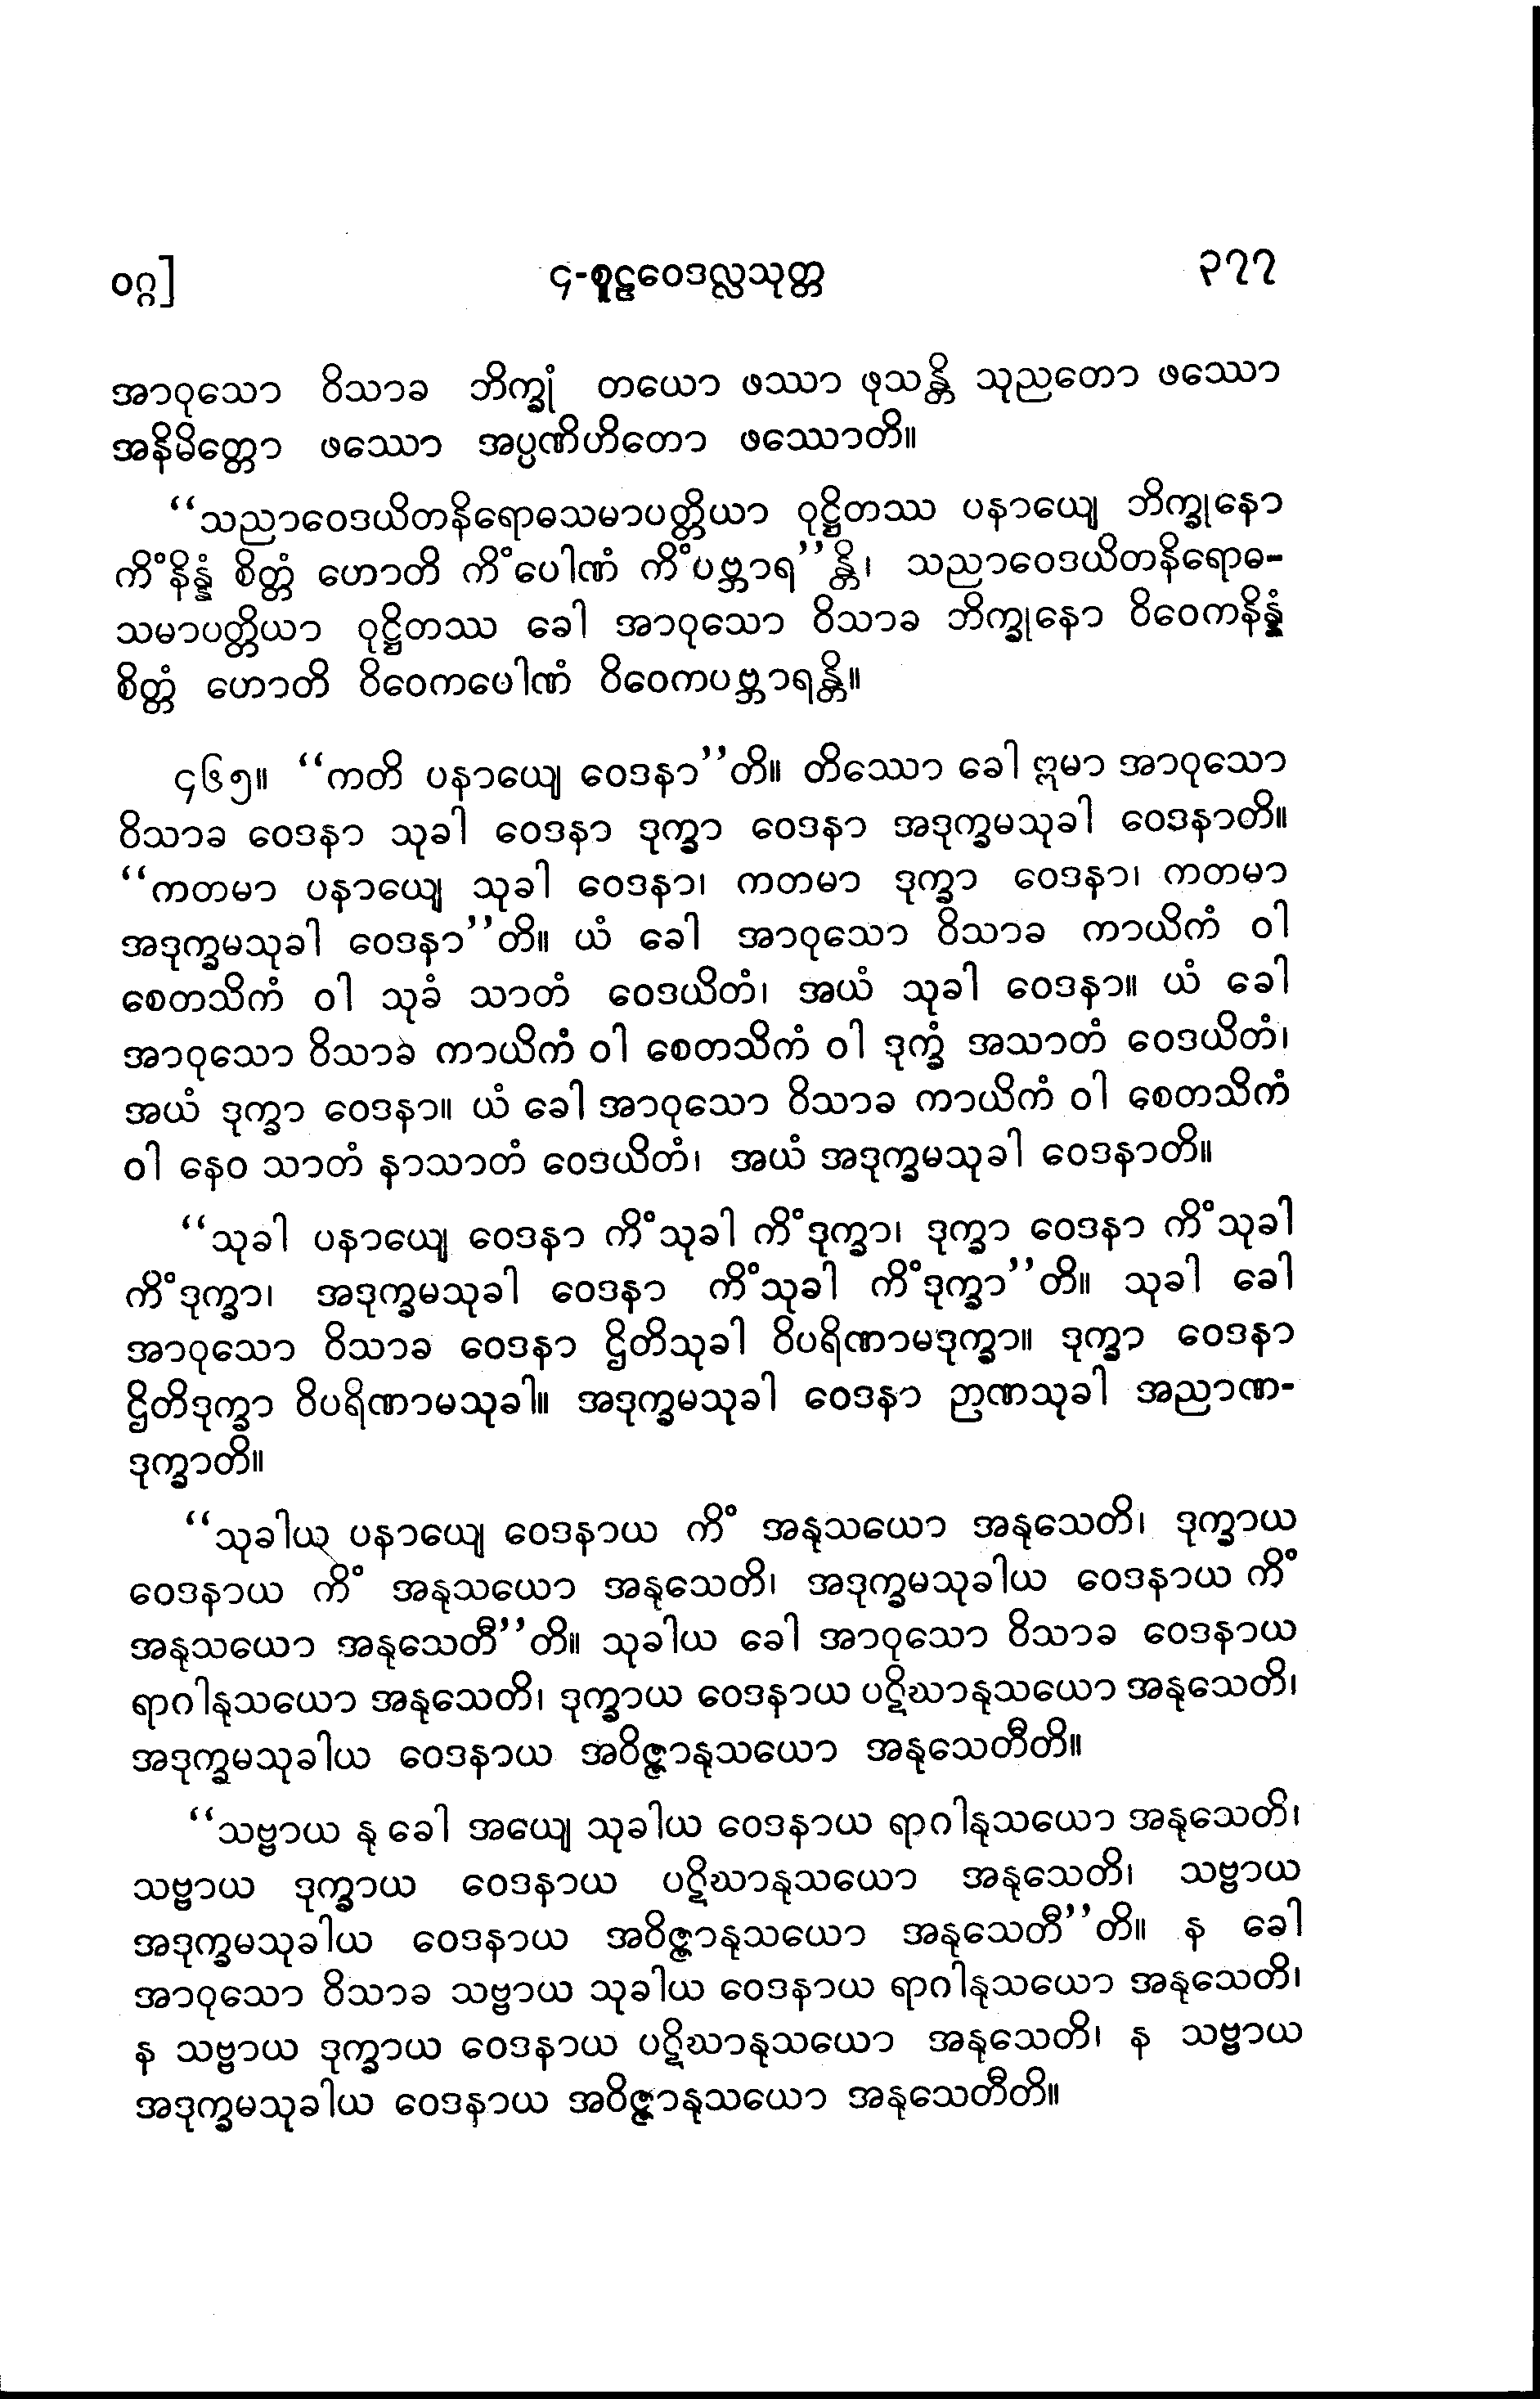 ဝဂ္ဂ]
၄-စူဠဝေဒလ္လသုတ္တ
၃၇၇
အာဝုသော ဝိသာခ ဘိက္ခုံ တယော ဖဿာ ဖုသန္တိ သုညတော ဖဿော
အနိမိတ္တော ဖဿော အပ္ပဏိဟိတော ဖဿောတိ။
“သညာဝေဒယိတနိရောဓသမာပတ္တိယာ ဝုဋ္ဌိတဿ ပနာယျေ ဘိက္ခုနော
ကိံနိန္နံ စိတ္တံ ဟောတိ ကိံပေါဏံ ကိံပဗ္ဘာရ”န္တိ၊ သညာဝေဒယိတနိရောဓ-
သမာပတ္တိယာ ဝုဋ္ဌိတဿ ခေါ အာဝုသော ဝိသာခ ဘိက္ခုနော ဝိဝေကနိန္နံ
စိတ္တံ ဟောတိ ဝိဝေကပေါဏံ ဝိဝေကပဗ္ဘာရန္တိ။
၄၆၅။ “ကတိ ပနာယျေ ဝေဒနာ”တိ။ တိဿော ခေါ ဣမာ အာဝုသော
ဝိသာခ ဝေဒနာ သုခါ ဝေဒနာ ဒုက္ခာ ဝေဒနာ အဒုက္ခမသုခါ ဝေဒနာတိ။
“ကတမာ ပနာယျေ သုခါ ဝေဒနာ၊ ကတမာ ဒုက္ခာ ဝေဒနာ၊ ကတမာ
အဒုက္ခမသုခါ ဝေဒနာ”တိ။ ယံ ခေါ အာဝုသော ဝိသာခ ကာယိကံ ဝါ
စေတသိကံ ဝါ သုခံ သာတံ ဝေဒယိတံ၊ အယံ သုခါ ဝေဒနာ။ ယံ ခေါ
အာဝုသော ဝိသာခ ကာယိကံ ဝါ စေတသိကံ ဝါ ဒုက္ခံ အသာတံ ဝေဒယိတံ၊
အယံ ဒုက္ခာ ဝေဒနာ။ ယံ ခေါ အာဝုသော ဝိသာခ ကာယိကံ ဝါ စေတသိကံ
ဝါ နေဝ သာတံ နာသာတံ ဝေဒယိတံ၊ အယံ အဒုက္ခမသုခါ ဝေဒနာတိ။
“သုခါ ပနာယျေ ဝေဒနာ ကိံသုခါ ကိံဒုက္ခာ၊ ဒုက္ခာ ဝေဒနာ ကိံသုခါ
ကိံဒုက္ခာ၊ အဒုက္ခမသုခါ ဝေဒနာ ကိံသုခါ ကိံဒုက္ခာ”တိ။ သုခါ ခေါ
အာဝုသော ဝိသာခ ဝေဒနာ ဌိတိသုခါ ဝိပရိဏာမဒုက္ခာ။ ဒုက္ခာ ဝေဒနာ
ဌိတိဒုက္ခာ ဝိပရိဏာမသုခါ။ အဒုက္ခမသုခါ ဝေဒနာ ဉာဏသုခါ အညာဏ-
ဒုက္ခာတိ။
“သုခါယ ပနာယျေ ဝေဒနာယ ကိံ အနုသယော အနုသေတိ၊ ဒုက္ခာယ
ဝေဒနာယ ကိံ အနုသယော အနုသေတိ၊ အဒုက္ခမသုခါယ ဝေဒနာယ ကိံ
အနုသယော အနုသေတီ”တိ။ သုခါယ ခေါ အာဝုသော ဝိသာခ ဝေဒနာယ
ရာဂါနုသယော အနုသေတိ၊ ဒုက္ခာယ ဝေဒနာယ ပဋိဃာနုသယော အနုသေတိ၊
အဒုက္ခမသုခါယ ဝေဒနာယ အဝိဇ္ဇာနုသယော အနုသေတီတိ။
“သဗ္ဗာယ နု ခေါ အယျေ သုခါယ ဝေဒနာယ ရာဂါနုသယော အနုသေတိ၊
သဗ္ဗာယ ဒုက္ခာယ ဝေဒနာယ ပဋိဃာနုသယော အနုသေတိ၊ သဗ္ဗာယ
အဒုက္ခမသုခါယ ဝေဒနာယ အဝိဇ္ဇာနုသယော အနုသေတီ”တိ။ န ခေါ
အာဝုသော ဝိသာခ သဗ္ဗာယ သုခါယ ဝေဒနာယ ရာဂါနုသယော အနုသေတိ၊
န သဗ္ဗာယ ဒုက္ခာယ ဝေဒနာယ ပဋိဃာနုသယော အနုသေတိ၊ န သဗ္ဗာယ
အဒုက္ခမသုခါယ ဝေဒနာယ အဝိဇ္ဇာနုသယော အနုသေတီတိ။